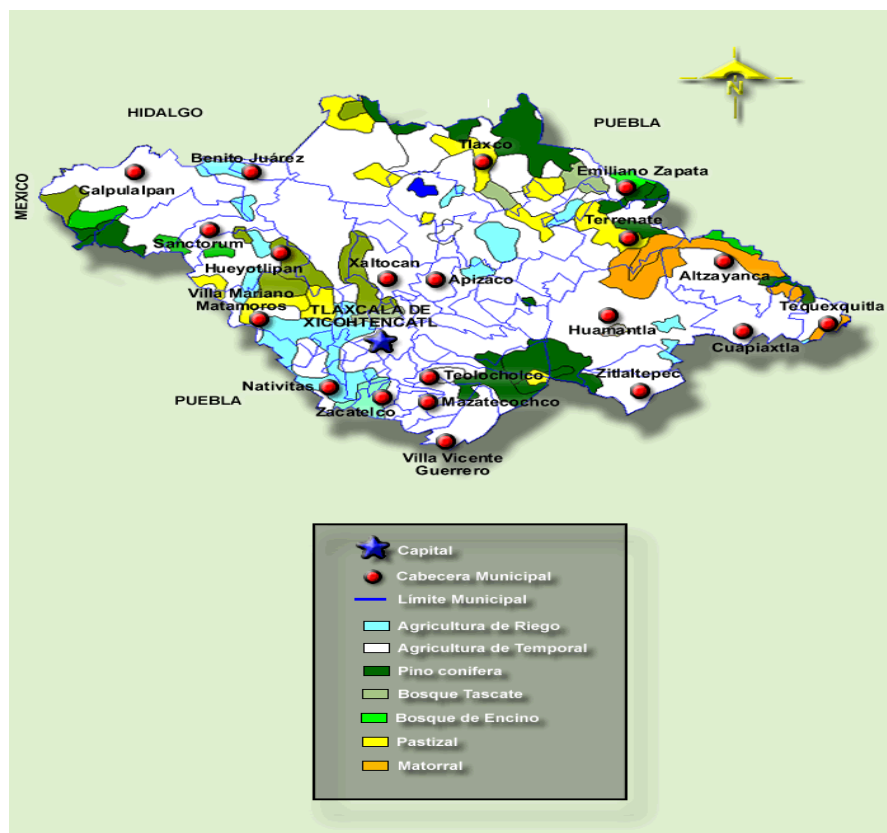 N
HIDALGO
PUEBLA
Tlaxco
Benito Juárez
Emiliano Zapata
Calpulalpan
MEXICO
Terrenate
Sanctorum
Xaltocan
Hueyotlipan
Apizaco
Altzayanca
Villa Mariano
Matamoros
TLAXCALA DE
XICOHTENCATL
Tequexquitla
Huamantla
Cuapiaxtla
Teolocholco
Zitlaltepec
Nativitas
PUEBLA
Zacatelco
Mazatecochco
Villa Vicente
Guerrero
Capital
Cabecera Municipal
Límite Municipal
Agricultura de Riego
Agricultura de Temporal
Pino conifera
Bosque Tascate
Bosque de Encino
Pastizal
Matorral